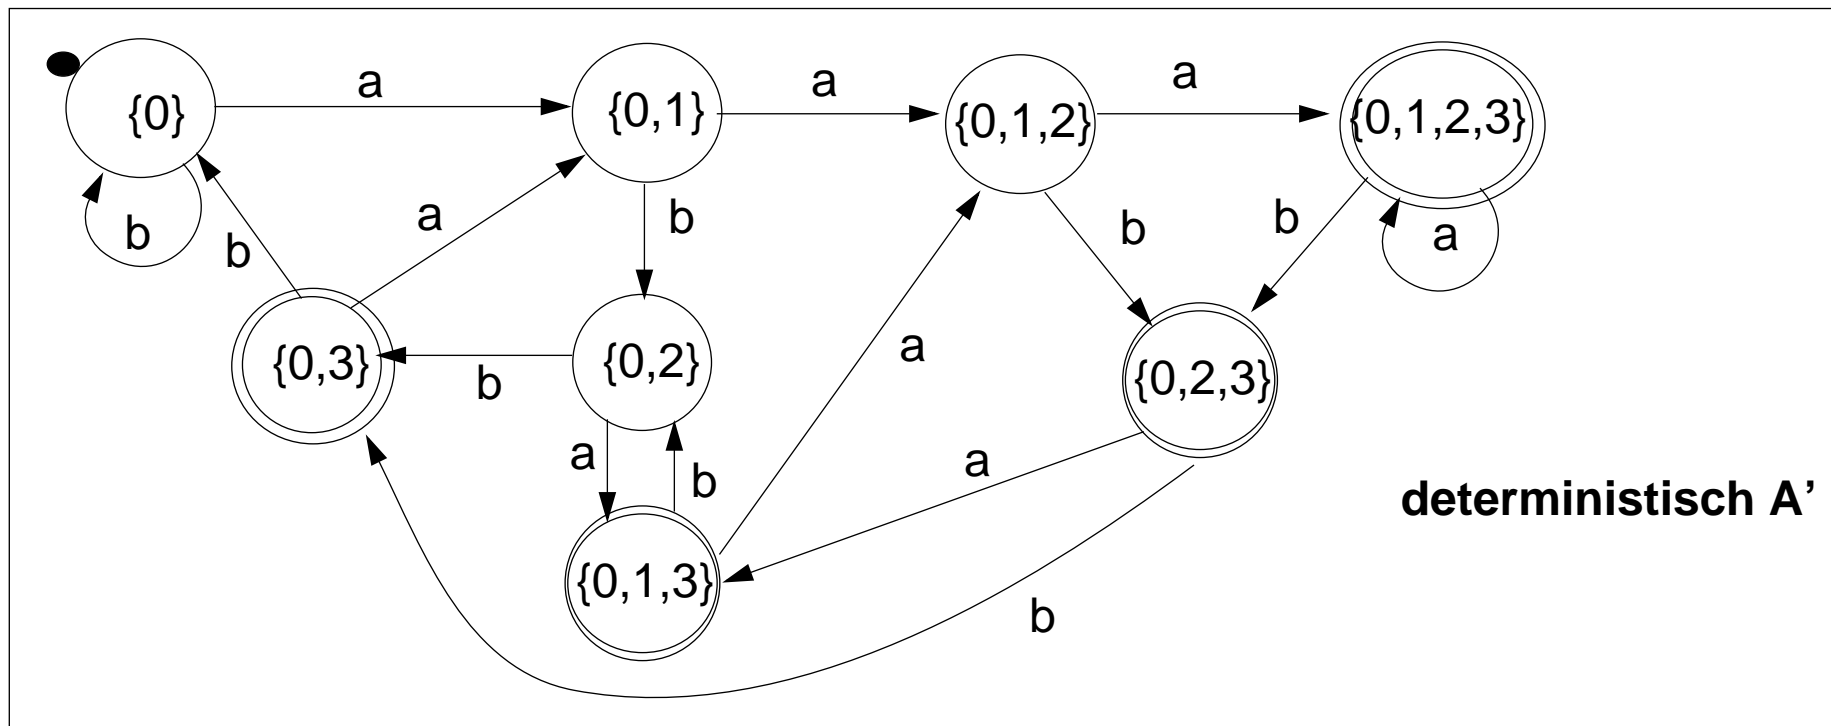 a
a
a
{0}
{0,1}
{0,1,2}
{0,1,2,3}
b
b
a
b
b
b
a
{0,3}
b
{0,2}
a
{0,2,3}
a
b
a
{0,1,3}
b
deterministisch A’